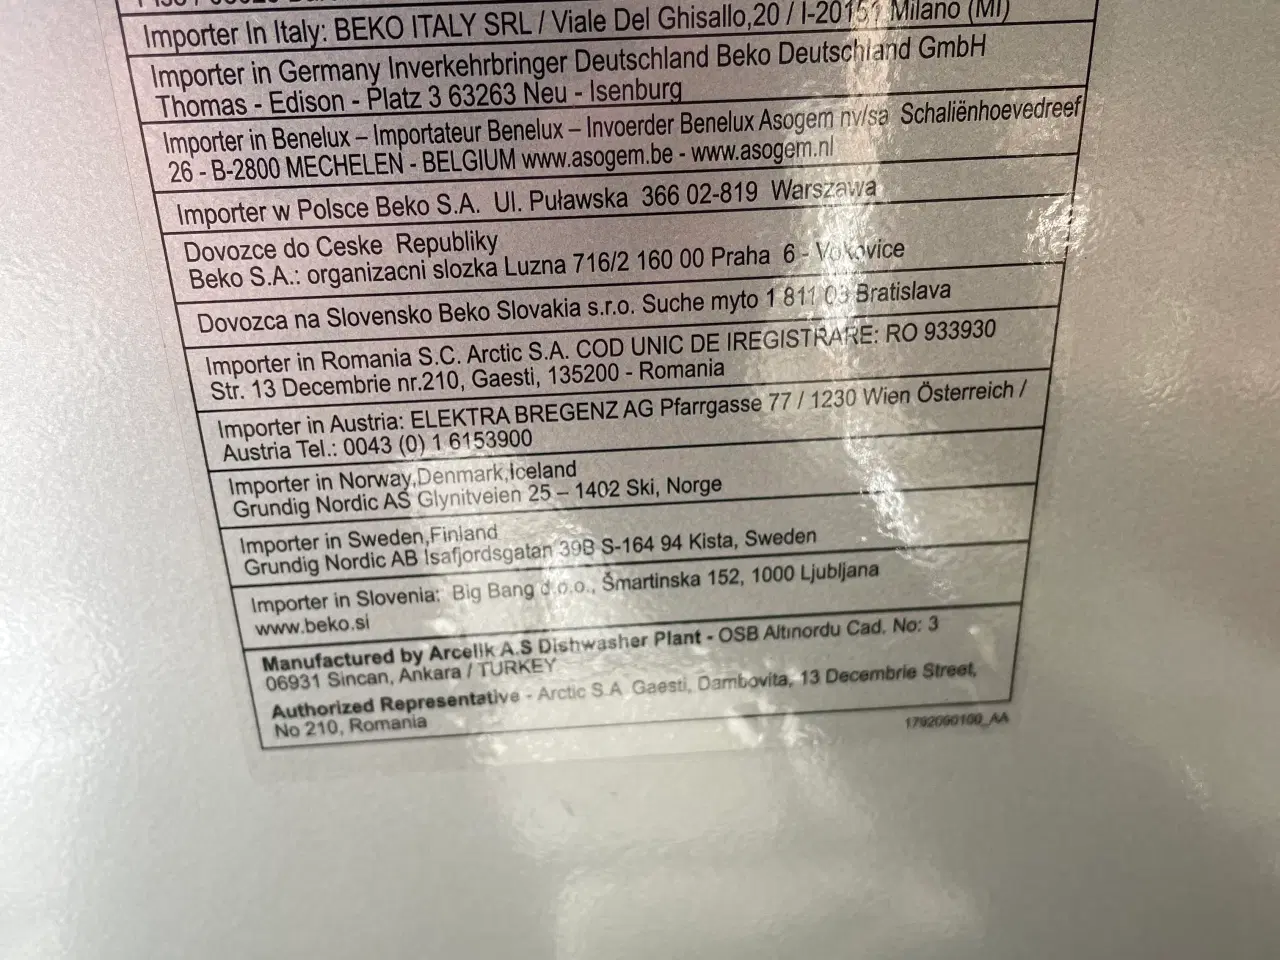 Importer In Italy: BEKO ITALY SRL / Viale Del Ghisallo,20 / I-20151 Milano (MI)
Importer in Germany Inverkehrbringer Deutschland Beko Deutschland GmbH
Thomas - Edison - Platz 3 63263 Neu - Isenburg
Importer in Benelux – Importateur Benelux – Invoerder Benelux Asogem nv/sa Schaliënhoevedreef
26 - B-2800 MECHELEN - BELGIUM www.asogem.be - www.asogem.nl
Importer w Polsce Beko S.A. Ul. Puławska 366 02-819 Warszawa
Dovozce do Ceske Republiky
Beko S.A.: organizacni slozka Luzna 716/2 160 00 Praha 6 - Vokovice
Dovozca na Slovensko Beko Slovakia s.r.o. Suche myto 1 811 03 Bratislava
Importer in Romania S.C. Arctic S.A. COD UNIC DE IREGISTRARE: RO 933930
Str. 13 Decembrie nr.210, Gaesti, 135200 - Romania
Importer in Austria: ELEKTRA BREGENZ AG Pfarrgasse 77 / 1230 Wien Österreich /
Austria Tel.: 0043 (0) 1 6153900
Importer in Norway,Denmark,Iceland
Grundig Nordic AS Glynitveien 25 – 1402 Ski, Norge
Importer in Sweden,Finland
Grundig Nordic AB Isafjordsgatan 39B S-164 94 Kista, Sweden
Importer in Slovenia: Big Bang d.o.o., Šmartinska 152, 1000 Ljubljana
www.beko.si
Manufactured by Arcelik A.S Dishwasher Plant - OSB Altınordu Cad. No: 3
06931 Sincan, Ankara / TURKEY
Authorized Representative - Arctic S.A Gaesti, Dambovita, 13 Decembrie Street,
No 210, Romania
1792090100_AA